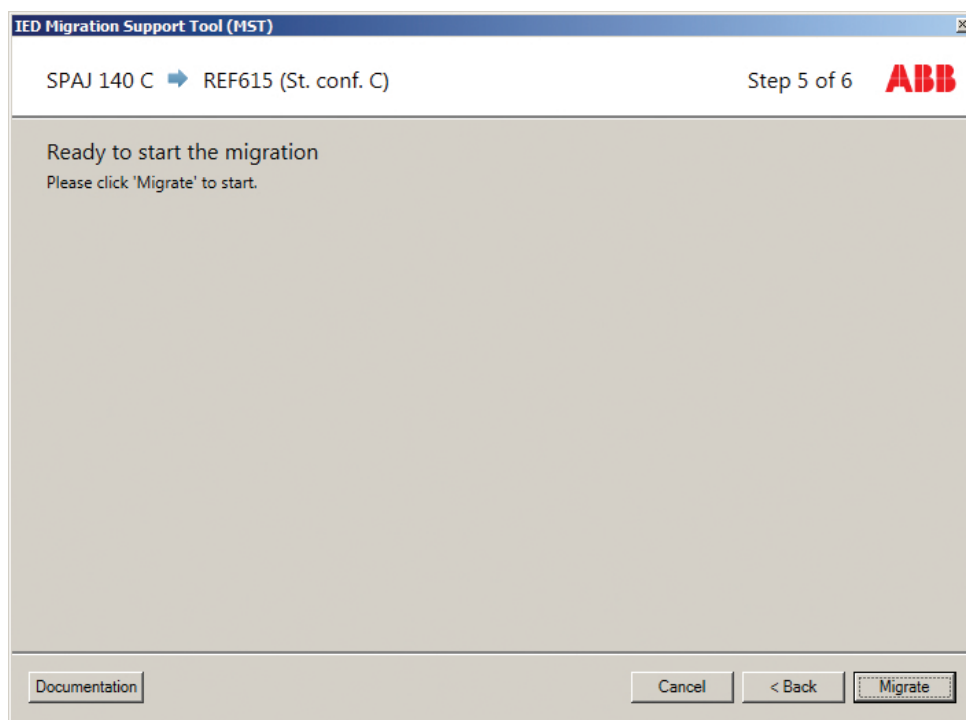 IED Migration Support Tool (MST)
SPAJ 140 C REF615 (St. conf. C) Step 5 of 6 ABB
Ready to start the migration
Please click 'Migrate' to start.
Documentation Cancel < Back Migrate